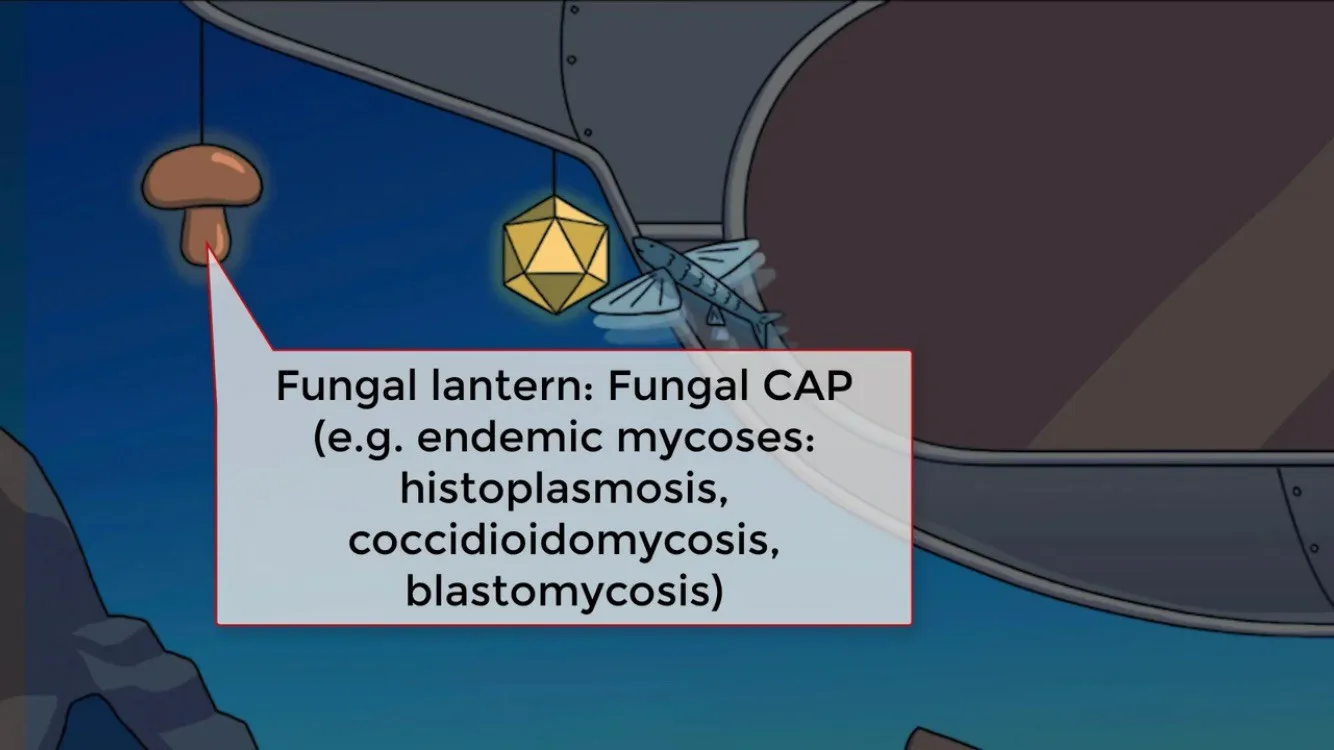 Fungal lantern: Fungal CAP
(e.g. endemic mycoses:
histoplasmosis,
coccidioidomycosis,
blastomycosis)